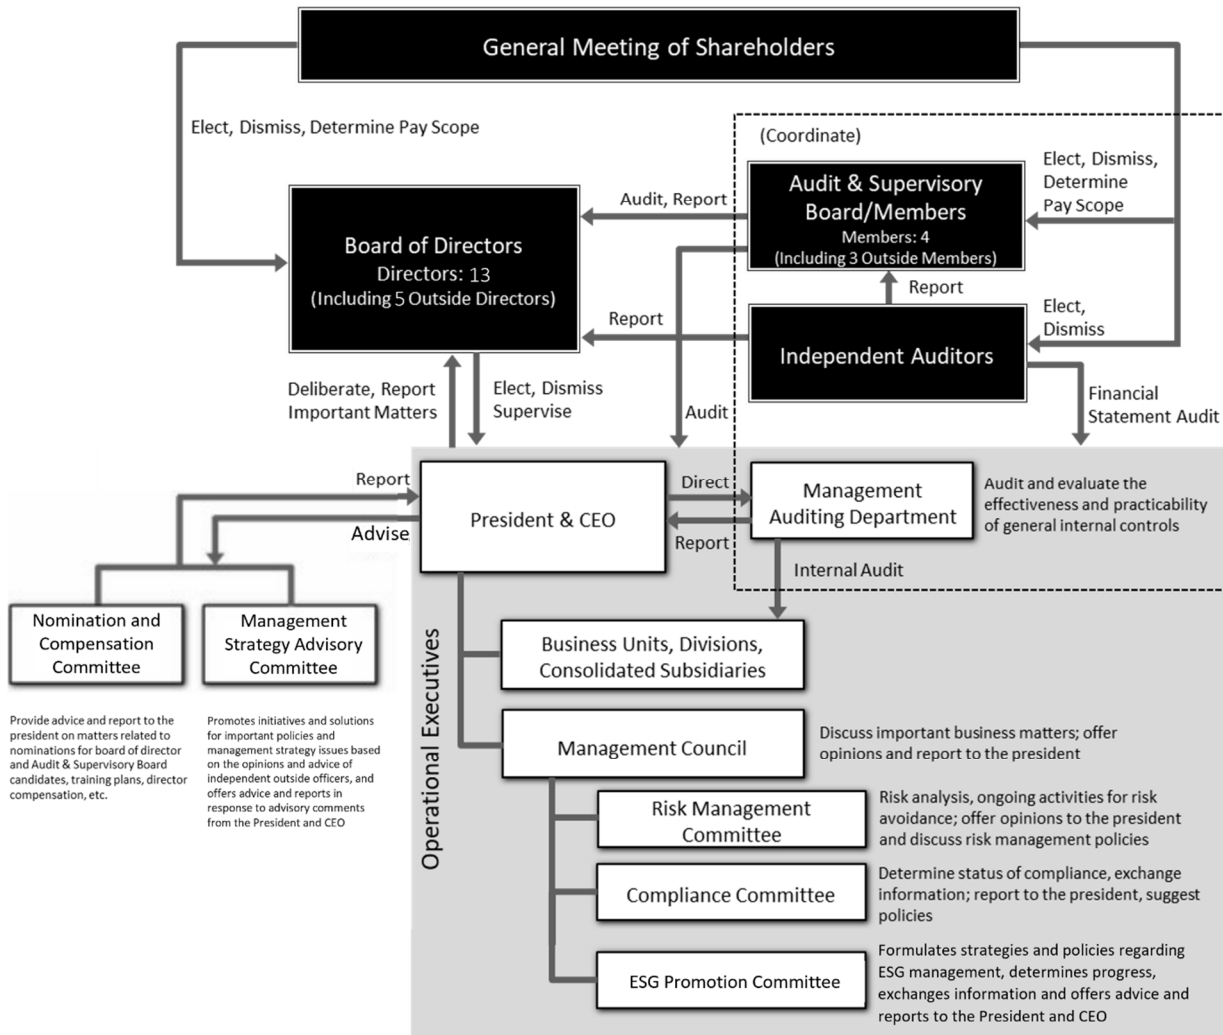 General Meeting of Shareholders
Elect, Dismiss, Determine Pay Scope
(Coordinate)
Elect, Dismiss,
Determine
Pay Scope
Audit & Supervisory
Board/Members
Members: 4
(Including 3 Outside Members)
Audit, Report
Board of Directors
Directors: 13
(Including 5 Outside Directors)
Report
Report
Elect,
Dismiss
Independent Auditors
Deliberate, Report
Important Matters
Elect, Dismiss
Supervise
Audit
Financial
Statement Audit
Report
Advise
President & CEO
Direct
Report
Management
Auditing Department
Audit and evaluate the
effectiveness and practicability
of general internal controls
Internal Audit
Nomination and
Compensation
Committee
Management
Strategy Advisory
Committee
Provide advice and report to the
president on matters related to
nominations for board of director
and Audit & Supervisory Board
candidates, training plans, director
compensation, etc.
Promotes initiatives and solutions
for important policies and
management strategy issues based
on the opinions and advice of
independent outside officers, and
offers advice and reports in
response to advisory comments
from the President and CEO
Operational Executives
Business Units, Divisions,
Consolidated Subsidiaries
Management Council
Discuss important business matters; offer
opinions and report to the president
Risk Management
Committee
Risk analysis, ongoing activities for risk
avoidance; offer opinions to the president
and discuss risk management policies
Compliance Committee
Determine status of compliance, exchange
information; report to the president, suggest
policies
ESG Promotion Committee
Formulates strategies and policies regarding
ESG management, determines progress,
exchanges information and offers advice and
reports to the President and CEO